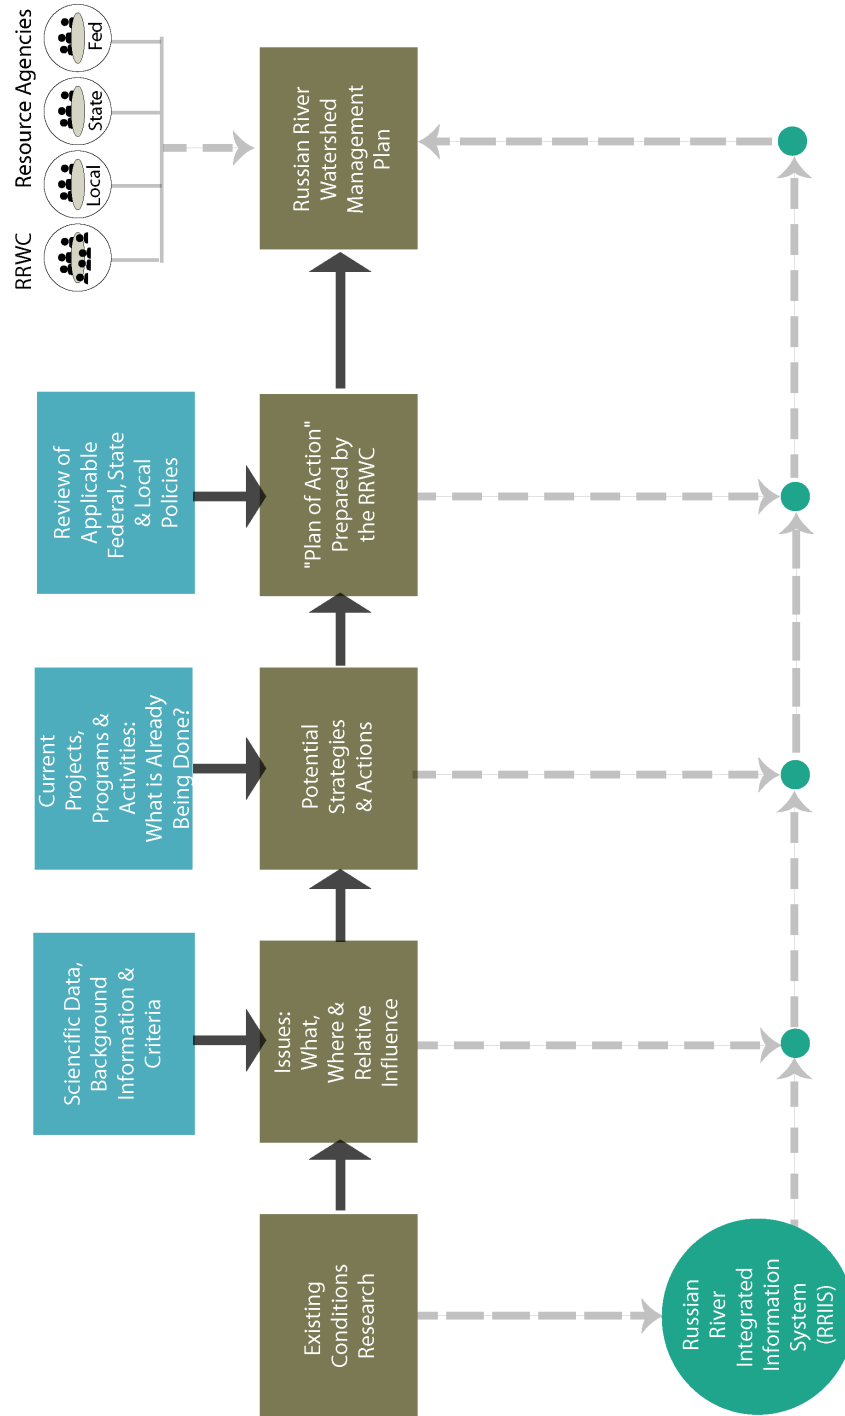 Sciencific Data,
Background
Information &
Criteria
Current
Projects,
Programs &
Activities:
What is Already
Being Done?
Review of
Applicable
Federal, State
& Local
Policies
RRWC
Resource Agencies
Local
State
Fed
Existing
Conditions
Research
Issues:
What,
Where &
Relative
Influence
Potential
Strategies
& Actions
"Plan of Action"
Prepared by
the RRWC
Russian River
Watershed
Management
Plan
Russian
River
Integrated
Information
System
(RRIIS)